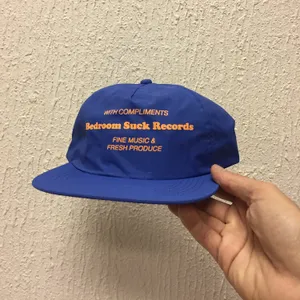 WITH COMPLIMENTS
Bedroom Suck Records
FINE MUSIC &
FRESH PRODUCE